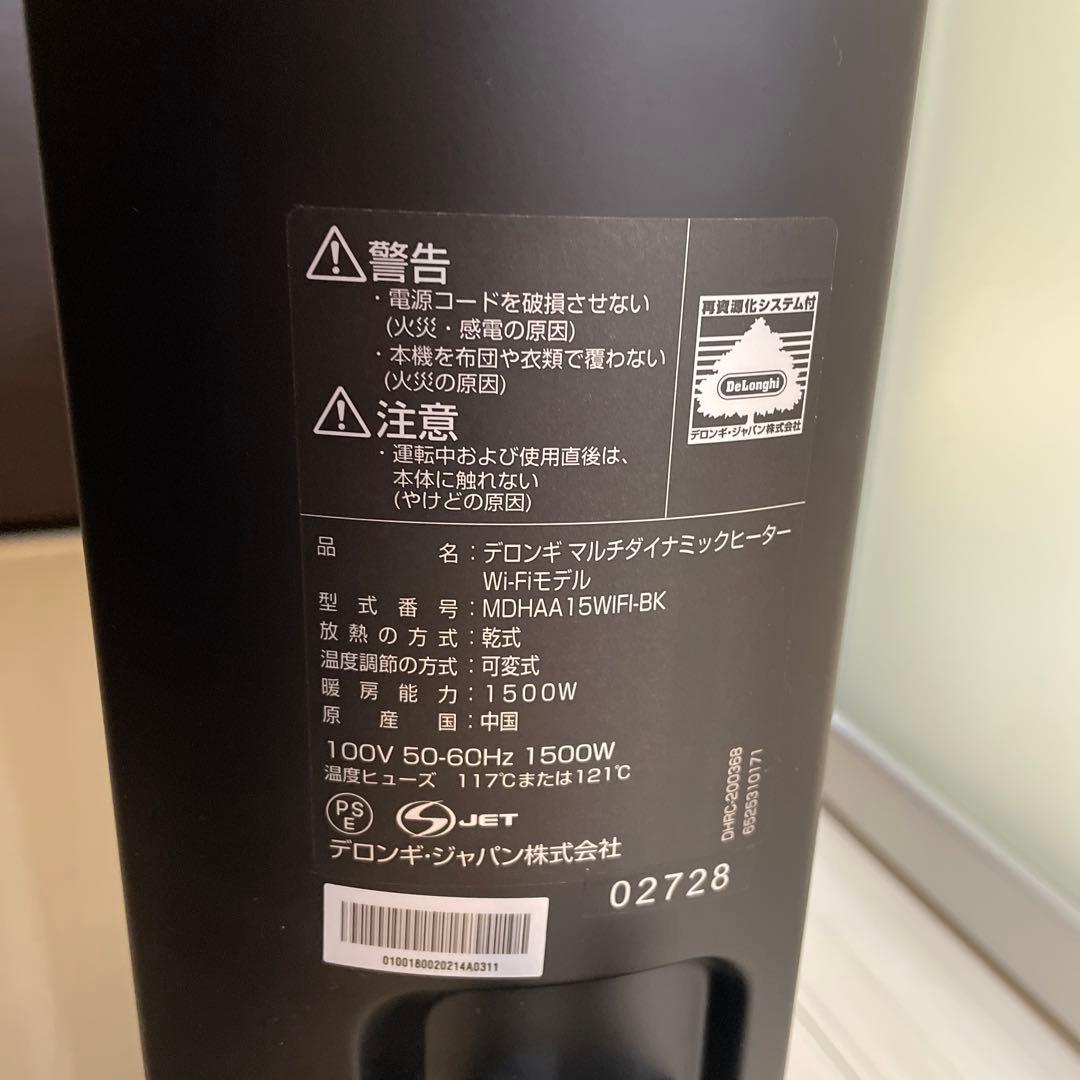 警告
・電源コードを破損させない
(火災・感電の原因)
・本機を布団や衣類で覆わない
(火災の原因)
注意
・運転中および使用直後は、
本体に触れない
(やけどの原因)
再資源化システム付
DeLonghi
デロンギ・ジャパン株式会社
品名：デロンギ マルチダイナミックヒーター
Wi-Fiモデル
型式番号：MDHAA15WIFI-BK
放熱の方式：乾式
温度調節の方式：可変式
暖房能力：1500W
原産国：中国
100V 50-60Hz 1500W
温度ヒューズ 117℃または121℃
PS
E
JET
デロンギ・ジャパン株式会社
DHRC-200368
6525310171
02728
0100180020214A0311